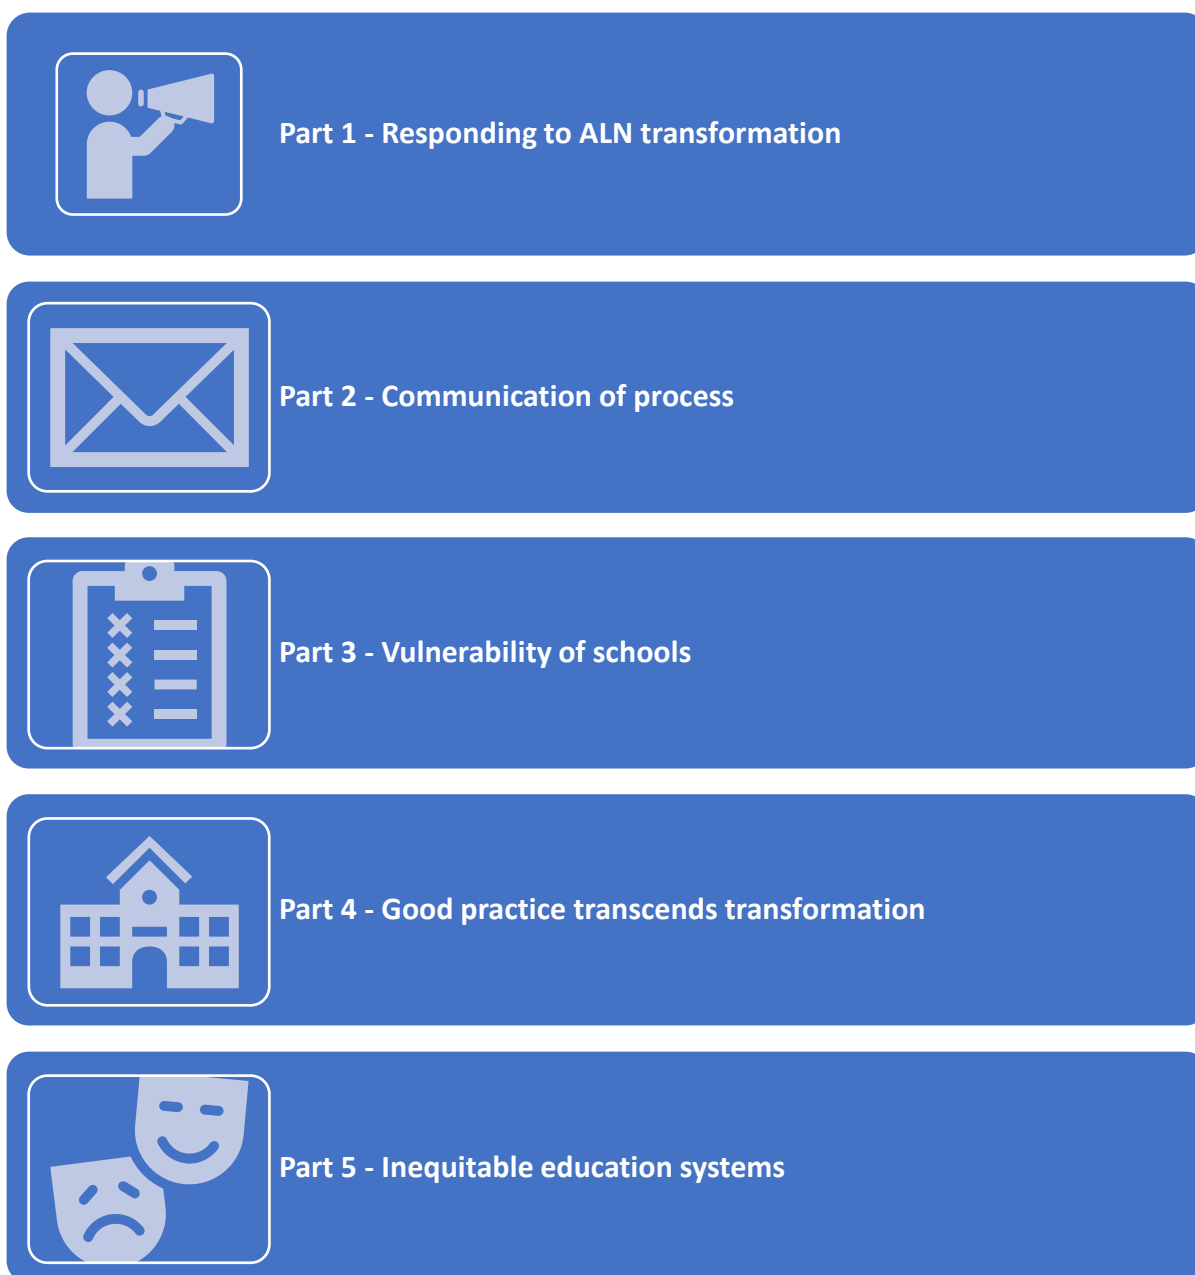 Part 1 - Responding to ALN transformation
Part 2 - Communication of process
Part 3 - Vulnerability of schools
Part 4 - Good practice transcends transformation
Part 5 - Inequitable education systems